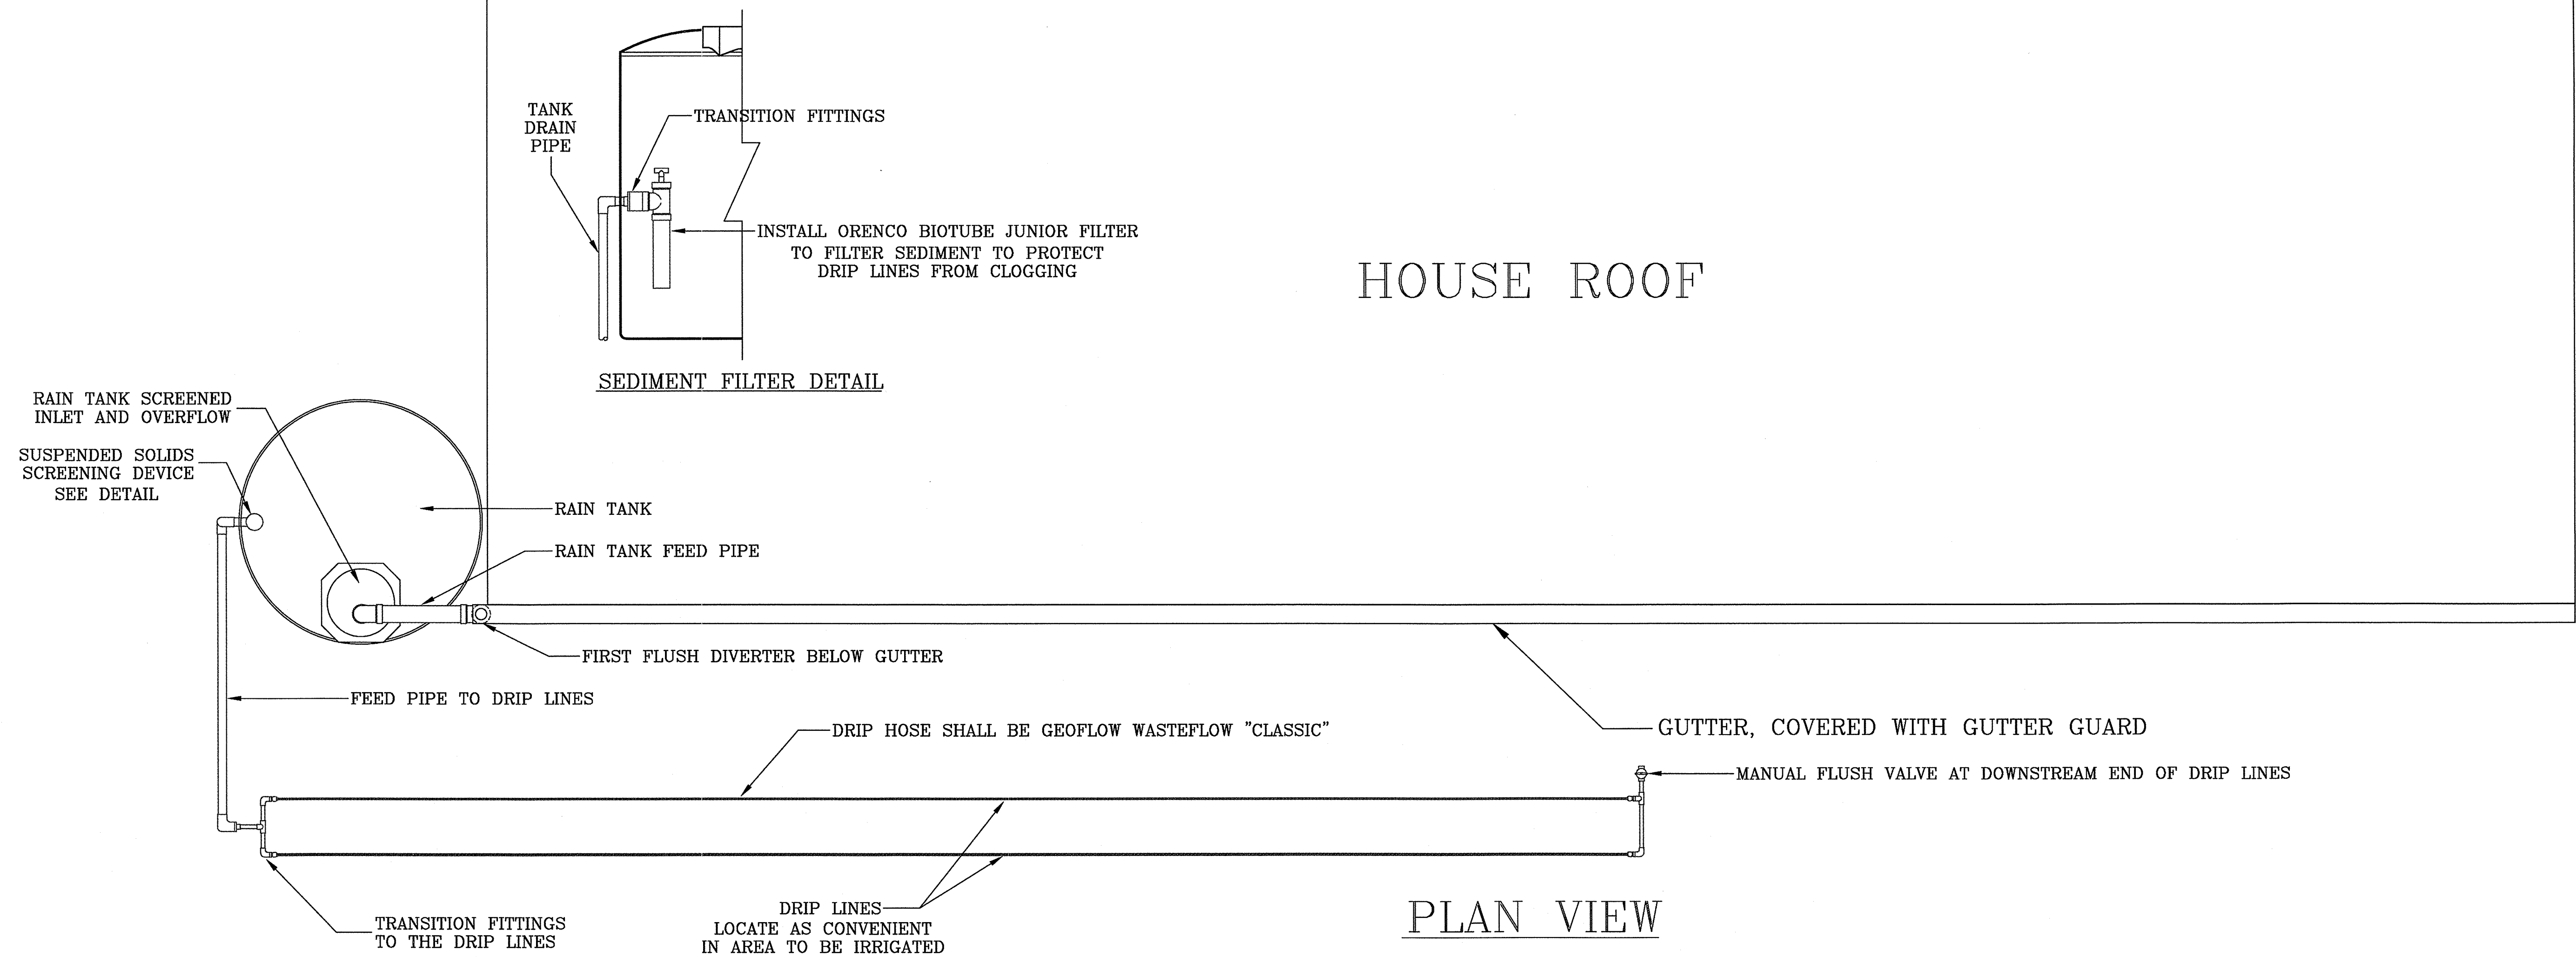 TANK
DRAIN
PIPE
TRANSITION FITTINGS
INSTALL ORENCO BIOTUBE JUNIOR FILTER
TO FILTER SEDIMENT TO PROTECT
DRIP LINES FROM CLOGGING
HOUSE ROOF
SEDIMENT FILTER DETAIL
RAIN TANK SCREENED
INLET AND OVERFLOW
SUSPENDED SOLIDS
SCREENING DEVICE
SEE DETAIL
RAIN TANK
RAIN TANK FEED PIPE
FIRST FLUSH DIVERTER BELOW GUTTER
FEED PIPE TO DRIP LINES
DRIP HOSE SHALL BE GEOFLOW WASTEFLOW "CLASSIC"
GUTTER, COVERED WITH GUTTER GUARD
MANUAL FLUSH VALVE AT DOWNSTREAM END OF DRIP LINES
TRANSITION FITTINGS
TO THE DRIP LINES
DRIP LINES
LOCATE AS CONVENIENT
IN AREA TO BE IRRIGATED
PLAN VIEW